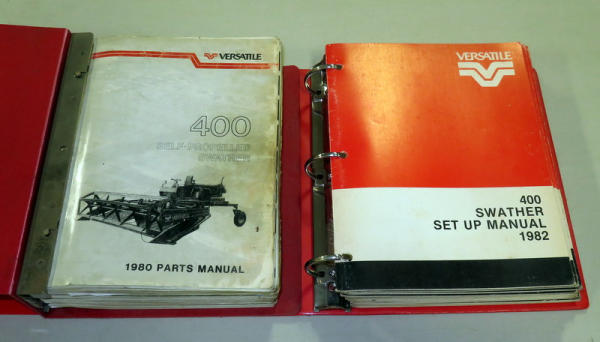 VERSATILE
400
SELF-PROPELLED
SWATHER
1980 PARTS MANUAL
VERSATILE
400
SWATHER
SET UP MANUAL
1982